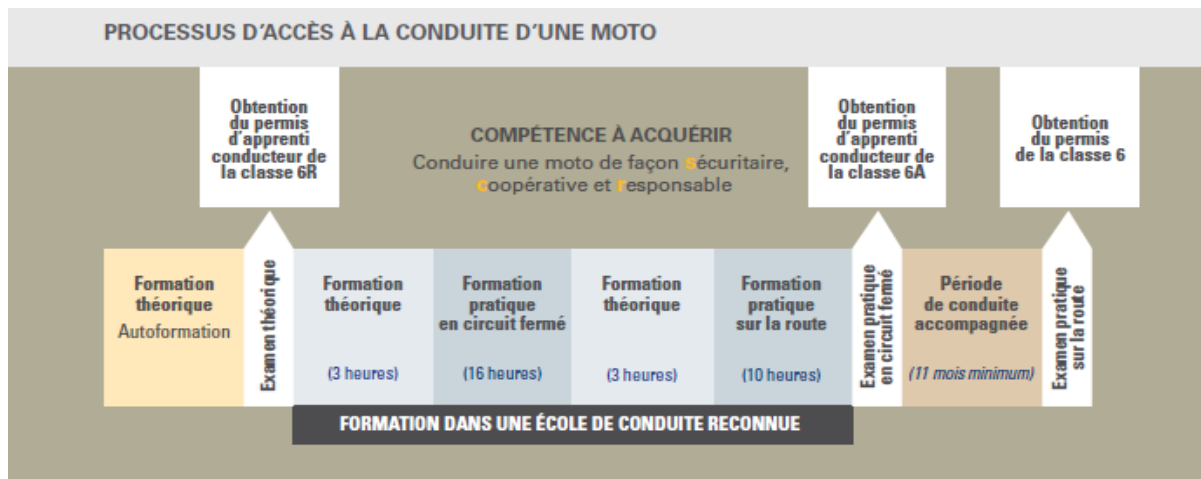 PROCESSUS D'ACCÈS À LA CONDUITE D'UNE MOTO
Obtention
du permis
d'apprenti
conducteur de
la classe 6R
COMPÉTENCE À ACQUÉRIR
Conduire une moto de façon sécuritaire,
coopérative et responsable
Obtention
du permis
d'apprenti
conducteur de
la classe 6A
Obtention
du permis
de la classe 6
Formation
théorique
Autoformation
Examen théorique
Formation
théorique
(3 heures)
Formation
pratique
en circuit fermé
(16 heures)
Formation
théorique
(3 heures)
Formation
pratique
sur la route
(10 heures)
Examen pratique
en circuit fermé
Période
de conduite
accompagnée
(11 mois minimum)
Examen pratique
sur la route
FORMATION DANS UNE ÉCOLE DE CONDUITE RECONNUE